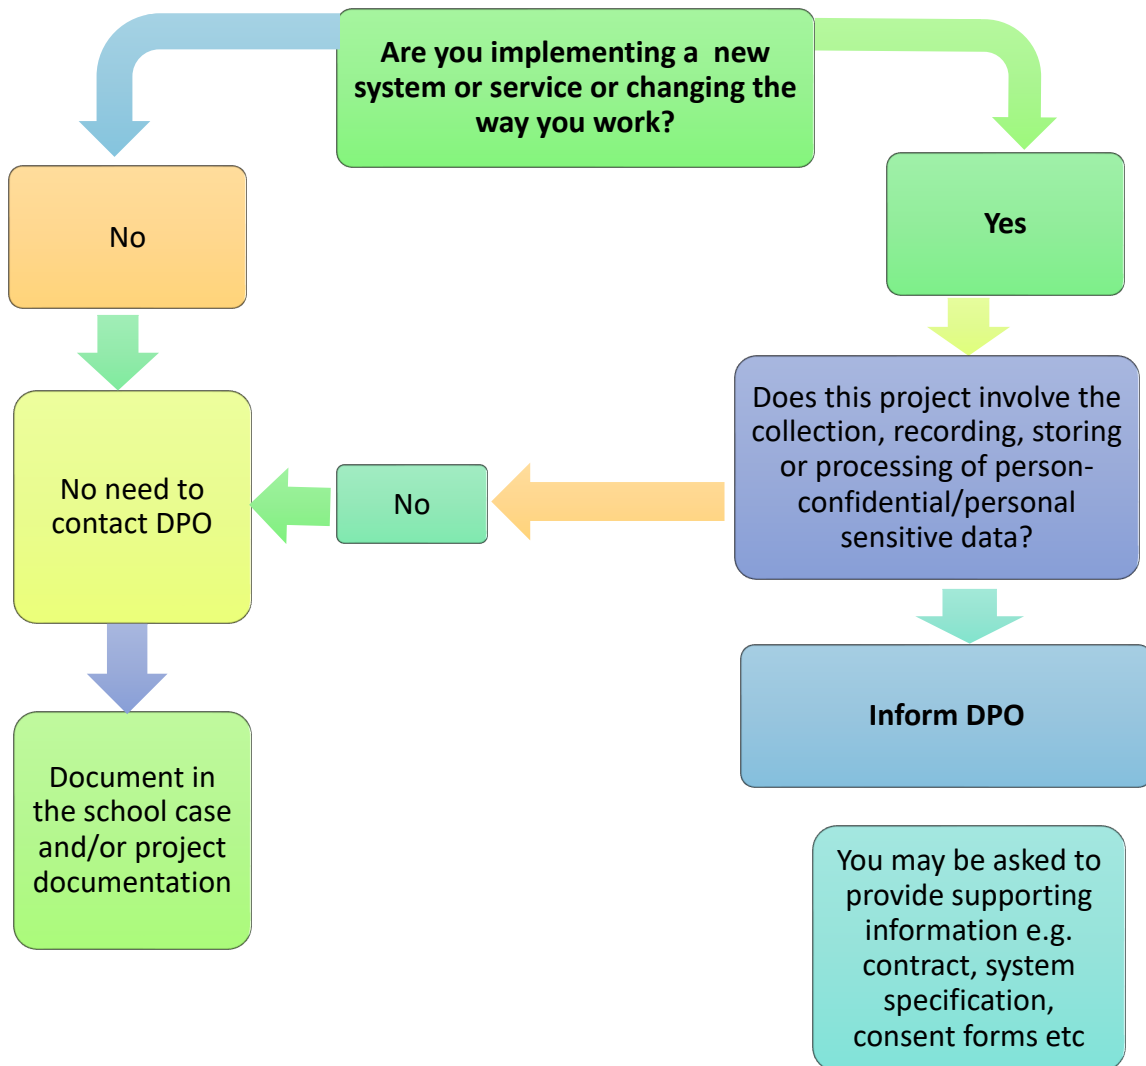 Are you implementing a  new
system or service or changing the
way you work?
No
Yes
No need to
contact DPO
No
Does this project involve the
collection, recording, storing
or processing of person-
confidential/personal
sensitive data?
Inform DPO
Document in
the school case
and/or project
documentation
You may be asked to
provide supporting
information e.g.
contract, system
specification,
consent forms etc